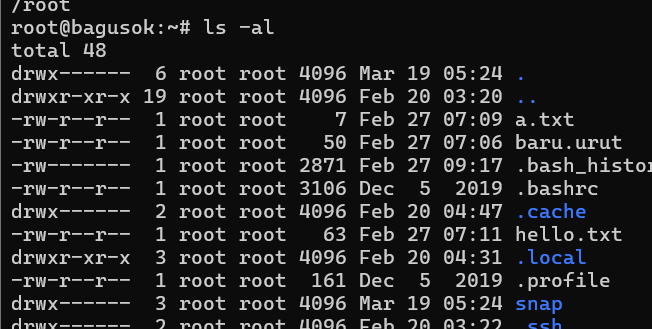 /root
root@bagusok:~# ls -al
total 48
drwx------  6 root root 4096 Mar 19 05:24 .
drwxr-xr-x 19 root root 4096 Feb 20 03:20 ..
-rw-r--r--  1 root root    7 Feb 27 07:09 a.txt
-rw-r--r--  1 root root   50 Feb 27 07:06 baru.urut
-rw-------  1 root root 2871 Feb 27 09:17 .bash_histor
-rw-r--r--  1 root root 3106 Dec  5  2019 .bashrc
drwx------  2 root root 4096 Feb 20 04:47 .cache
-rw-r--r--  1 root root   63 Feb 27 07:11 hello.txt
drwxr-xr-x  3 root root 4096 Feb 20 04:31 .local
-rw-r--r--  1 root root  161 Dec  5  2019 .profile
drwx------  3 root root 4096 Mar 19 05:24 snap
drwx------  2 root root 4096 Feb 20 03:22 .ssh